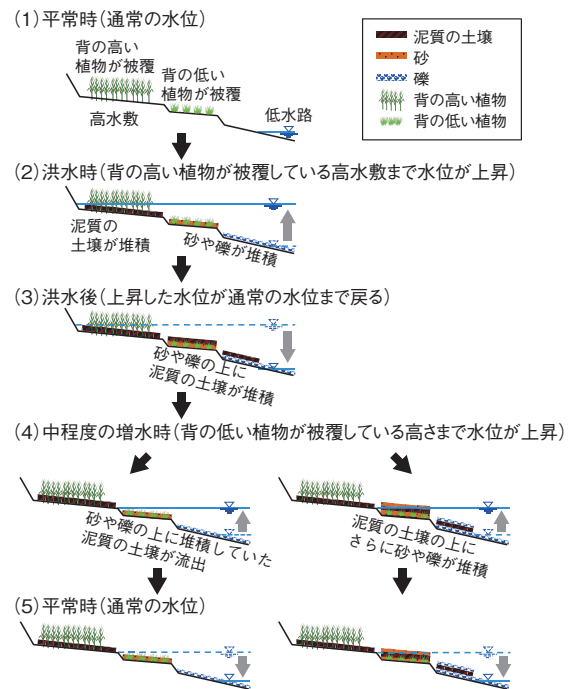 (1)平常時(通常の水位)
背の高い
植物が被覆
背の低い
植物が被覆
高水敷
低水路
泥質の土壌
砂
礫
背の高い植物
背の低い植物
(2)洪水時(背の高い植物が被覆している高水敷まで水位が上昇)
泥質の
土壌が堆積
砂や礫が堆積
(3)洪水後(上昇した水位が通常の水位まで戻る)
砂や礫の上に
泥質の土壌が堆積
(4)中程度の増水時(背の低い植物が被覆している高さまで水位が上昇)
砂や礫の上に堆積していた
泥質の土壌が流出
泥質の土壌の上に
さらに砂や礫が堆積
(5)平常時(通常の水位)